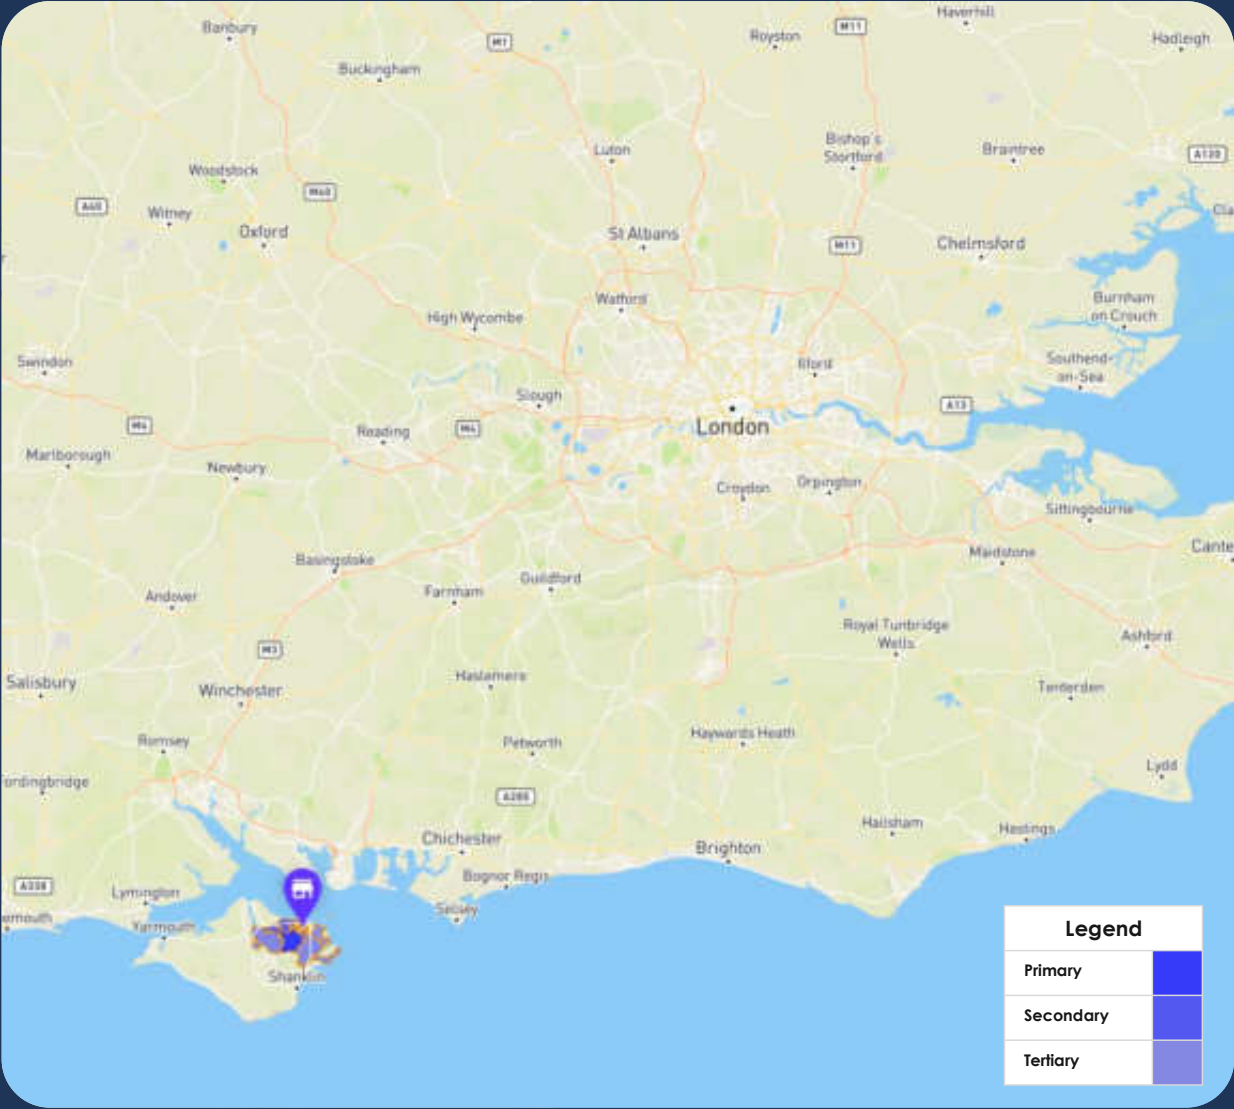 Haverhill
Banbury
M11
Royston
Hadleigh
M1
Buckingham
Bishop's
Stortford
Luton
Braintree
A120
Woodstock
M40
A40
Witney
Cla
Oxford
St Albans
M11
Chelmsford
r
Watford
Burnham
on Crouch
High Wycombe
Swindon
Ilford
Southend-
on-Sea
Slough
A13
M4
M4
London
Reading
Marlborough
Newbury
Croydon
Orpington
Sittingbourne
Cante
Maidstone
Basingstoke
Guildford
Andover
Farnham
Royal Tunbridge
Wells
Ashford
M3
Salisbury
Haslemere
Winchester
Tenterden
Romsey
Petworth
Haywards Heath
Lydd
ordingbridge
Hailsham
Hastings
Chichester
Brighton
Bognor Regis
Lymington
Selsey
emouth
Yarmouth
Shanklin
Legend
Primary
Secondary
Tertiary